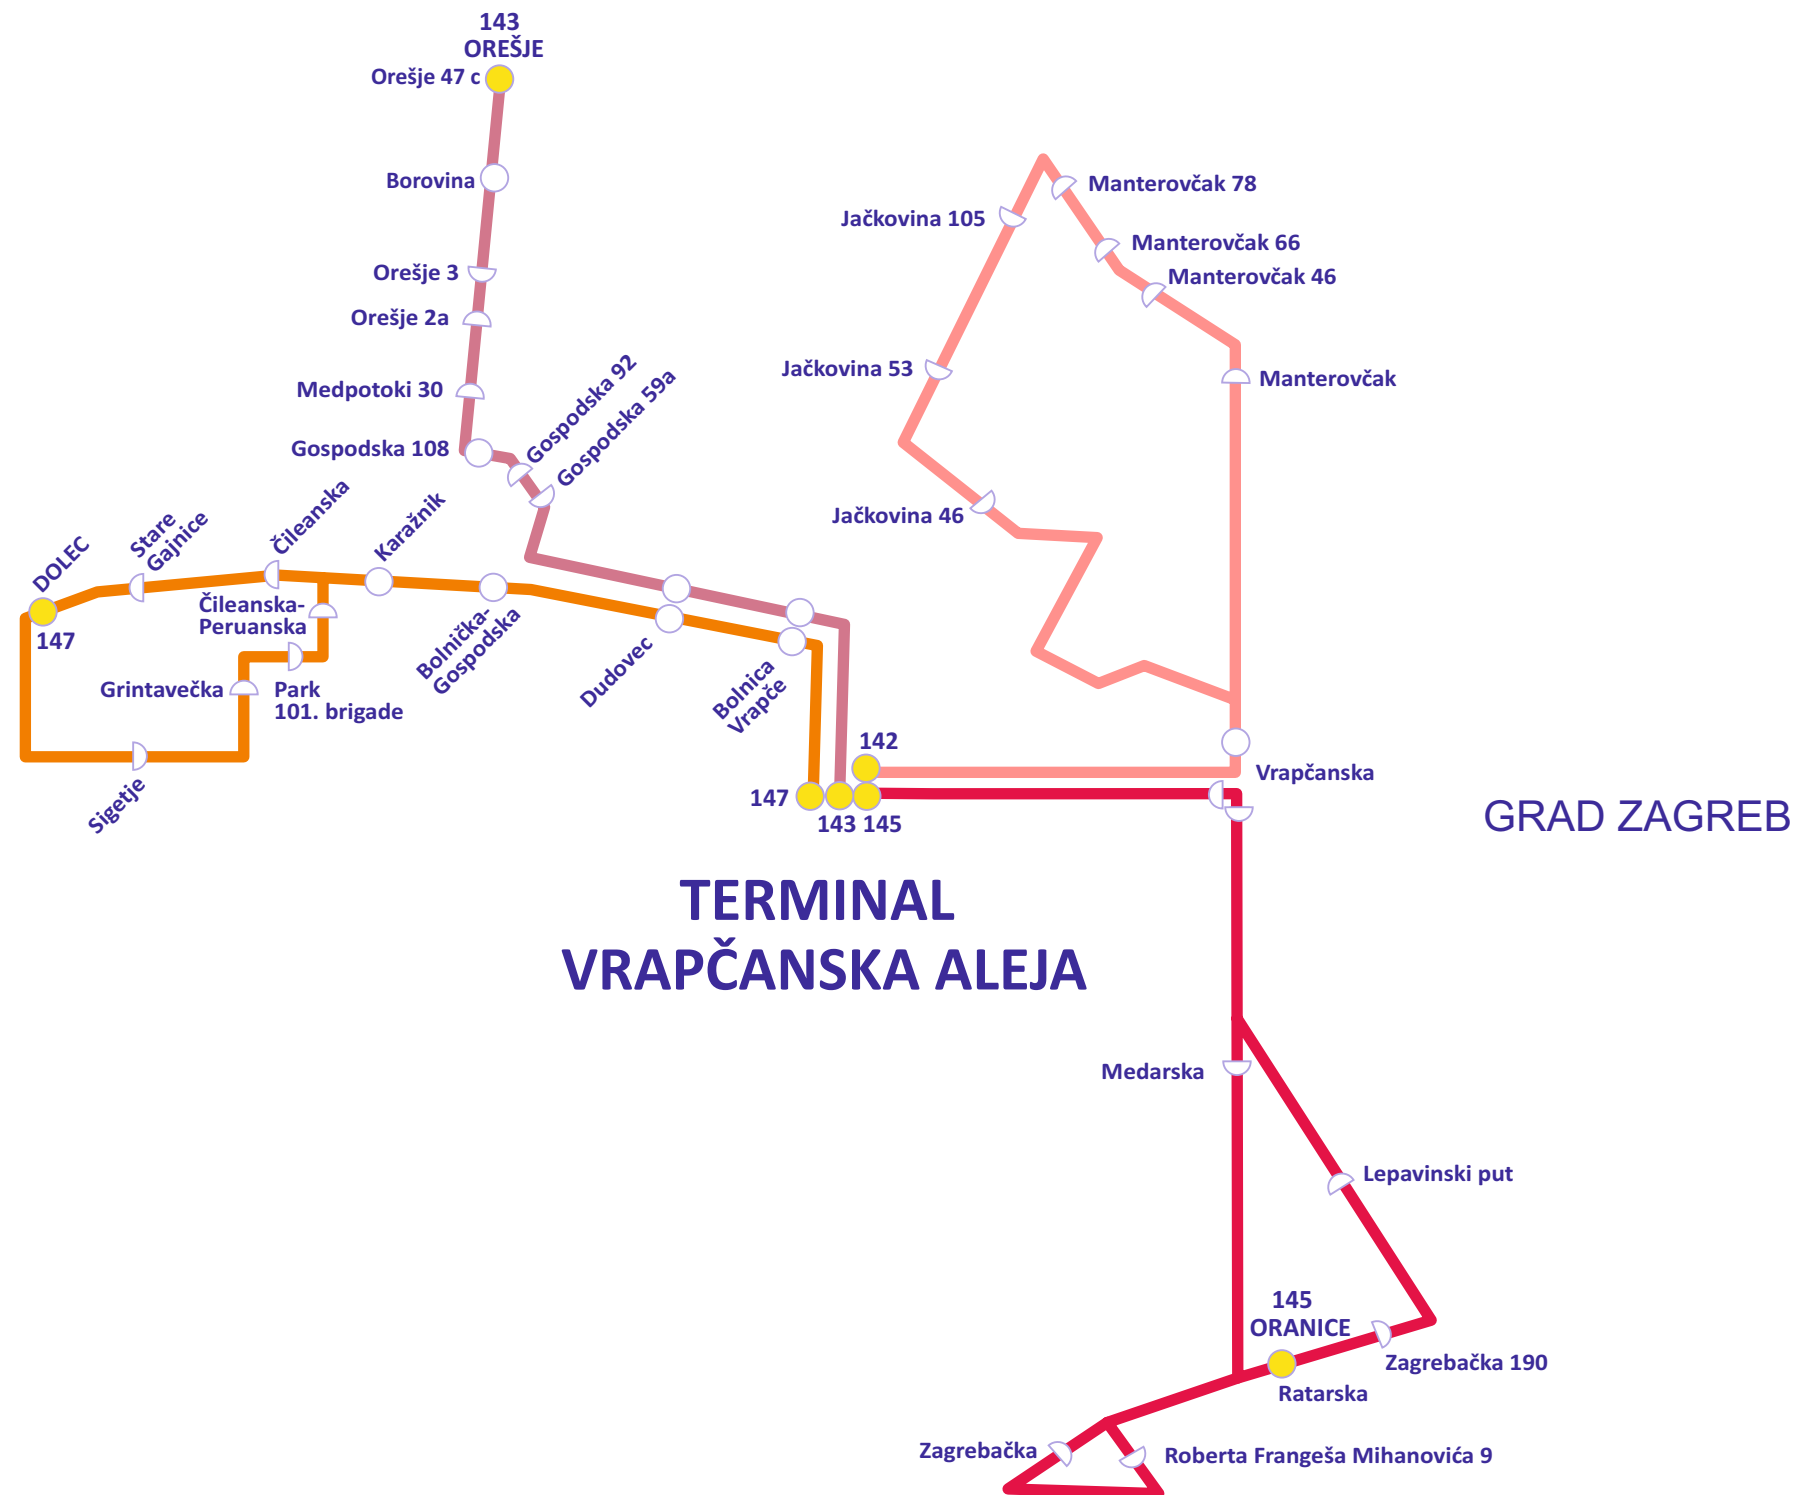 143
OREŠJE
Orešje 47 c
Borovina
Orešje 3
Orešje 2a
Medpotoki 30
Gospodska 108
Gospodska 92
Gospodska 59a
Manterovčak 78
Jačkovina 105
Manterovčak 66
Manterovčak 46
Jačkovina 53
Manterovčak
Jačkovina 46
DOLEC
147
Stare
Gajnice
Čileanska
Karažnik
Čileanska-
Peruanska
Grintavečka
Park
101. brigade
Sigetje
Bolnička-
Gospodska
Dudovec
Bolnica
Vrapče
142
147
143 145
Vrapčanska
GRAD ZAGREB
TERMINAL
VRAPČANSKA ALEJA
Medarska
Lepavinski put
145
ORANICE
Zagrebačka 190
Ratarska
Zagrebačka
Roberta Frangeša Mihanovića 9